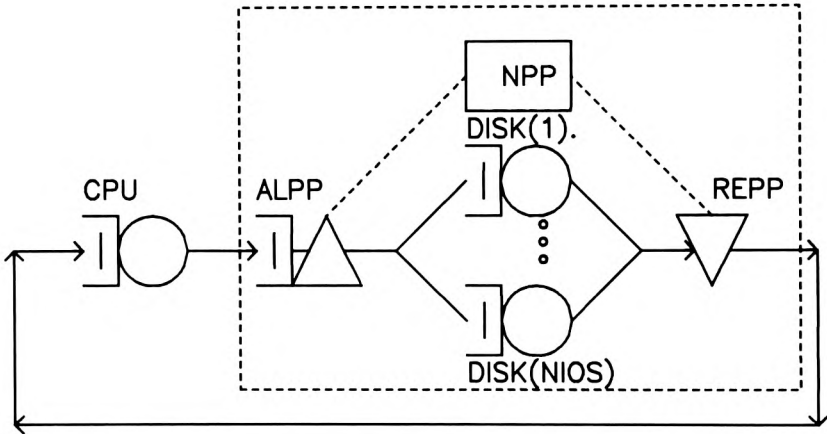 NPP
DISK(1).
CPU
ALPP
REPP
DISK(NIOS)